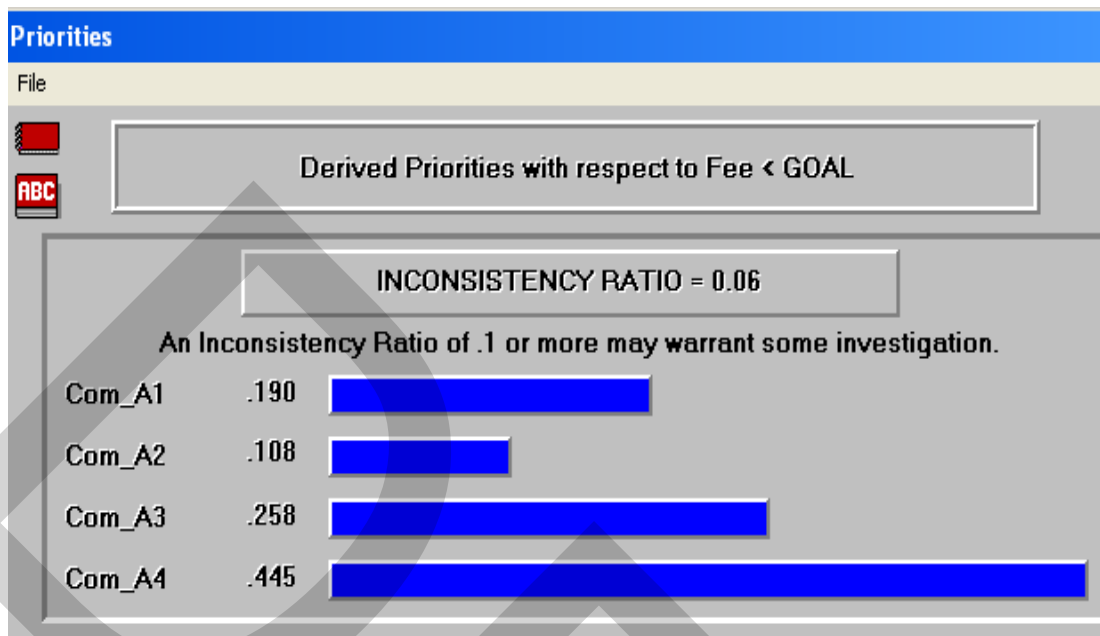 Priorities
File
ABC
Derived Priorities with respect to Fee < GOAL
INCONSISTENCY RATIO = 0.06
An Inconsistency Ratio of .1 or more may warrant some investigation.
Com_A1 .190
Com_A2 .108
Com_A3 .258
Com_A4 .445